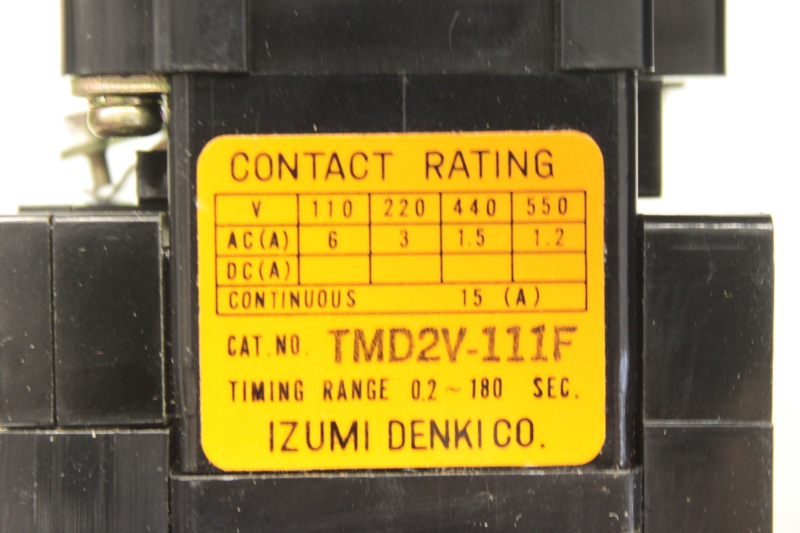 CONTACT RATING
V 110 220 440 550
AC(A) 6 3 1.5 1.2
DC(A)
CONTINUOUS 15 (A)
CAT.NO. TMD2V-111F
TIMING RANGE 0.2~180 SEC.
IZUMI DENKI CO.